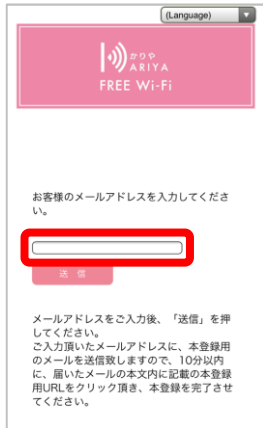 (Language)
かりや
ARIYA
FREE Wi-Fi
お客様のメールアドレスを入力してくださ
い。
送 信
メールアドレスをご入力後、「送信」を押
してください。
ご入力頂いたメールアドレスに、本登録用
のメールを送信致しますので、10分以内
に、届いたメールの本文内に記載の本登録
用URLをクリック頂き、本登録を完了させ
てください。